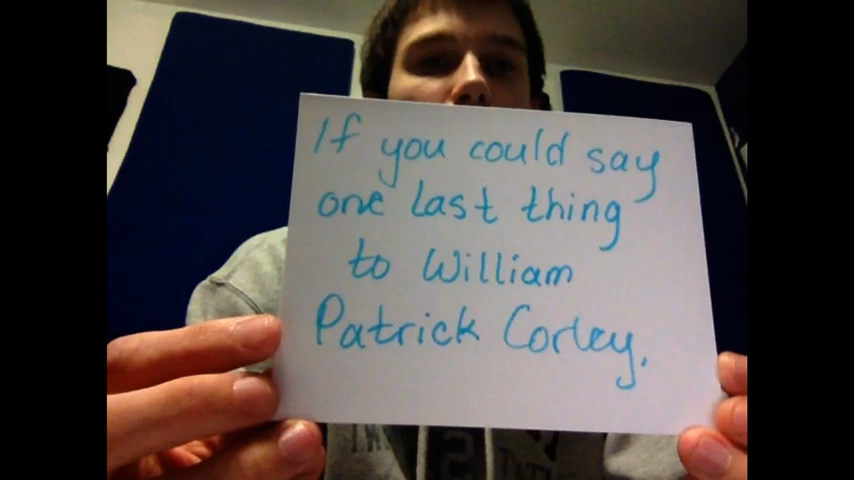 If you could say
one last thing
to William
Patrick Corley.